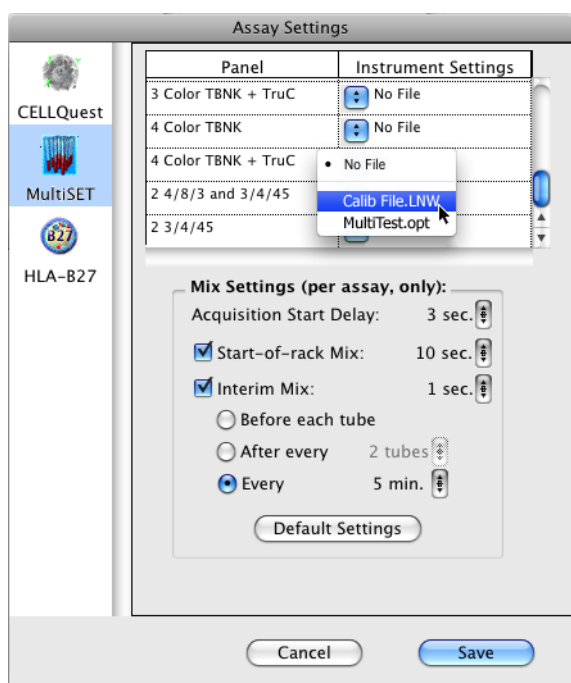 Assay Settings
CELLQuest
MultiSET
B27
HLA-B27
Panel Instrument Settings
3 Color TBNK + TruC No File
4 Color TBNK No File
4 Color TBNK + TruC • No File
2 4/8/3 and 3/4/45 Calib File.LNW
2 3/4/45 MultiTest.opt
Mix Settings (per assay, only):
Acquisition Start Delay: 3 sec.
Start-of-rack Mix: 10 sec.
Interim Mix: 1 sec.
Before each tube
After every 2 tubes
Every 5 min.
Default Settings
Cancel Save